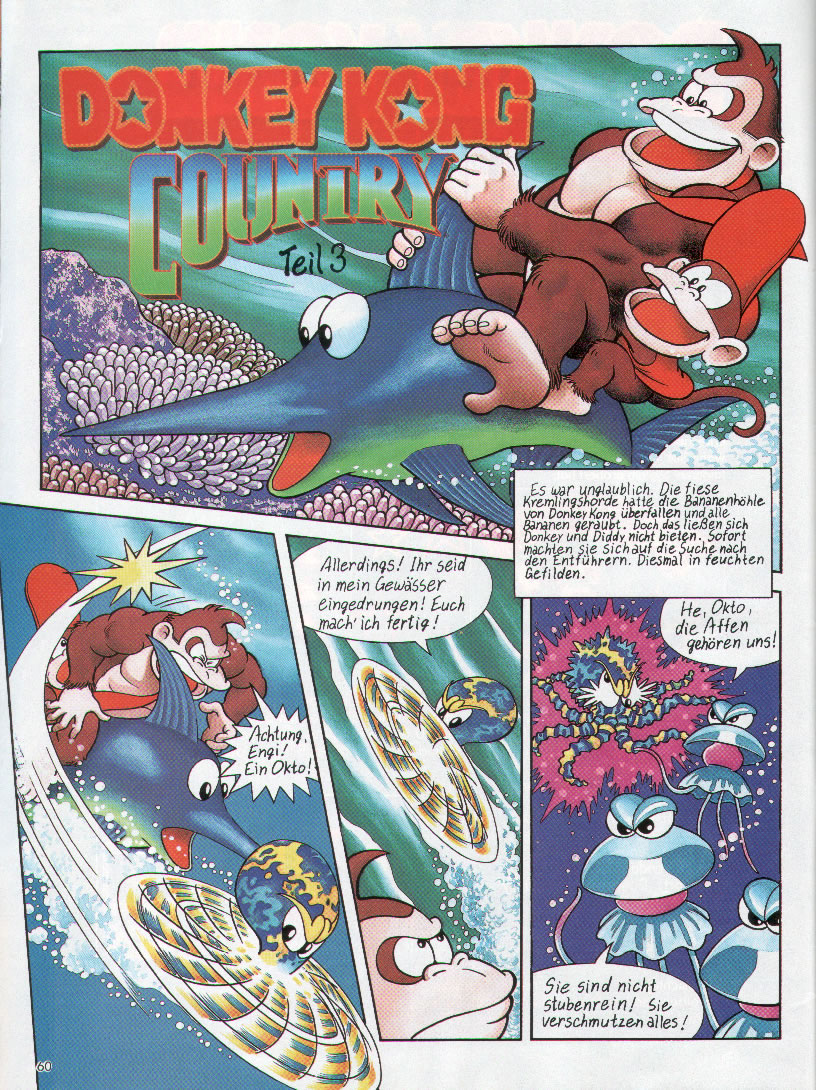 DONKEY KONG
COUNTRY
Teil 3
Es war unglaublich. Die fiese
Kremlingshorde hatte die Bananenhöhle
von Donkey Kong überfallen und alle
Bananen geraubt. Doch das ließen sich
Donkey und Diddy nicht bieten. Sofort
machten sie sich auf die Suche nach
den Entführern. Diesmal in feuchten
Gefilden.
Achtung,
Engi!
Ein Okto!
Allerdings! Ihr seid
in mein Gewässer
eingedrungen! Euch
mach' ich fertig!
He, Okto,
die Affen
gehören uns!
Sie sind nicht
stubenrein! Sie
verschmutzen alles!
60